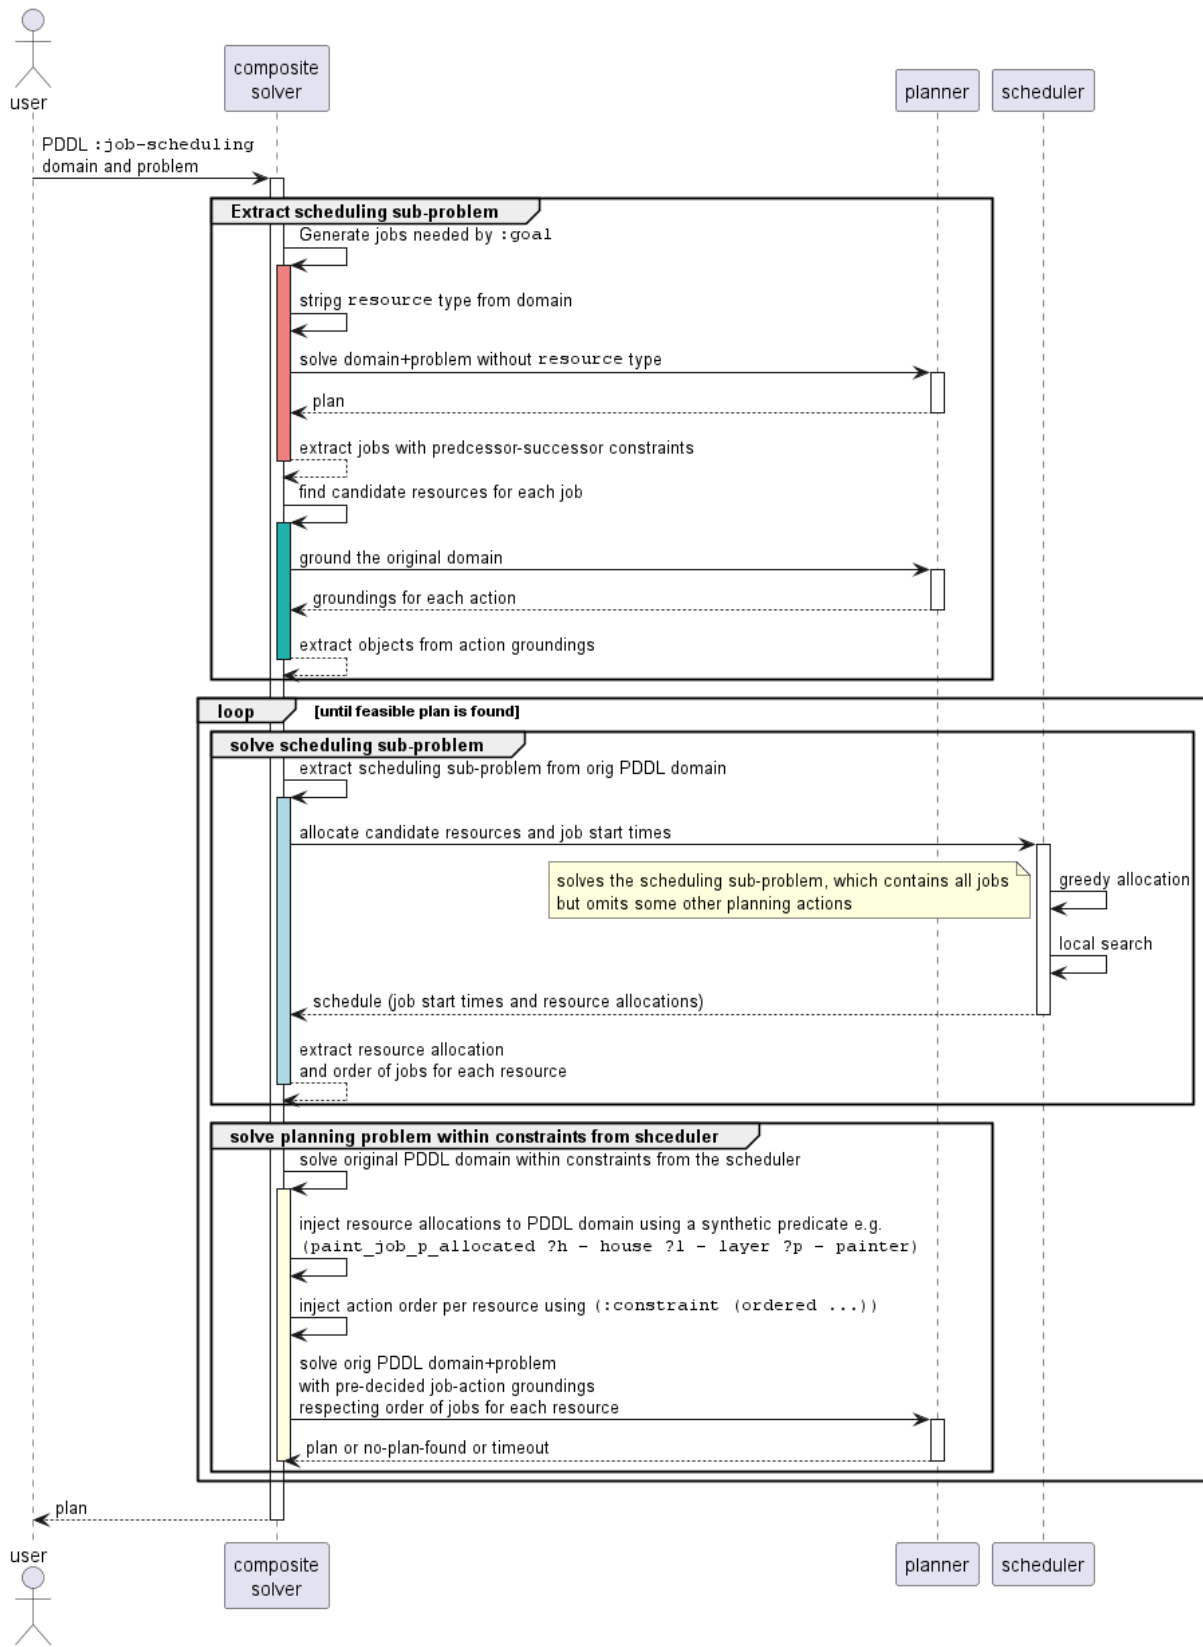 user
composite
solver
planner
scheduler
PDDL :job-scheduling
domain and problem
Extract scheduling sub-problem
Generate jobs needed by :goal
stripg resource type from domain
solve domain+problem without resource type
plan
extract jobs with predcessor-successor constraints
find candidate resources for each job
ground the original domain
groundings for each action
extract objects from action groundings
loop [until feasible plan is found]
solve scheduling sub-problem
extract scheduling sub-problem from orig PDDL domain
allocate candidate resources and job start times
solves the scheduling sub-problem, which contains all jobs
but omits some other planning actions
greedy allocation
local search
schedule (job start times and resource allocations)
extract resource allocation
and order of jobs for each resource
solve planning problem within constraints from shceduler
solve original PDDL domain within constraints from the scheduler
inject resource allocations to PDDL domain using a synthetic predicate e.g.
(paint_job_p_allocated ?h - house ?l - layer ?p - painter)
inject action order per resource using (:constraint (ordered ...))
solve orig PDDL domain+problem
with pre-decided job-action groundings
respecting order of jobs for each resource
plan or no-plan-found or timeout
plan
user
composite
solver
planner
scheduler